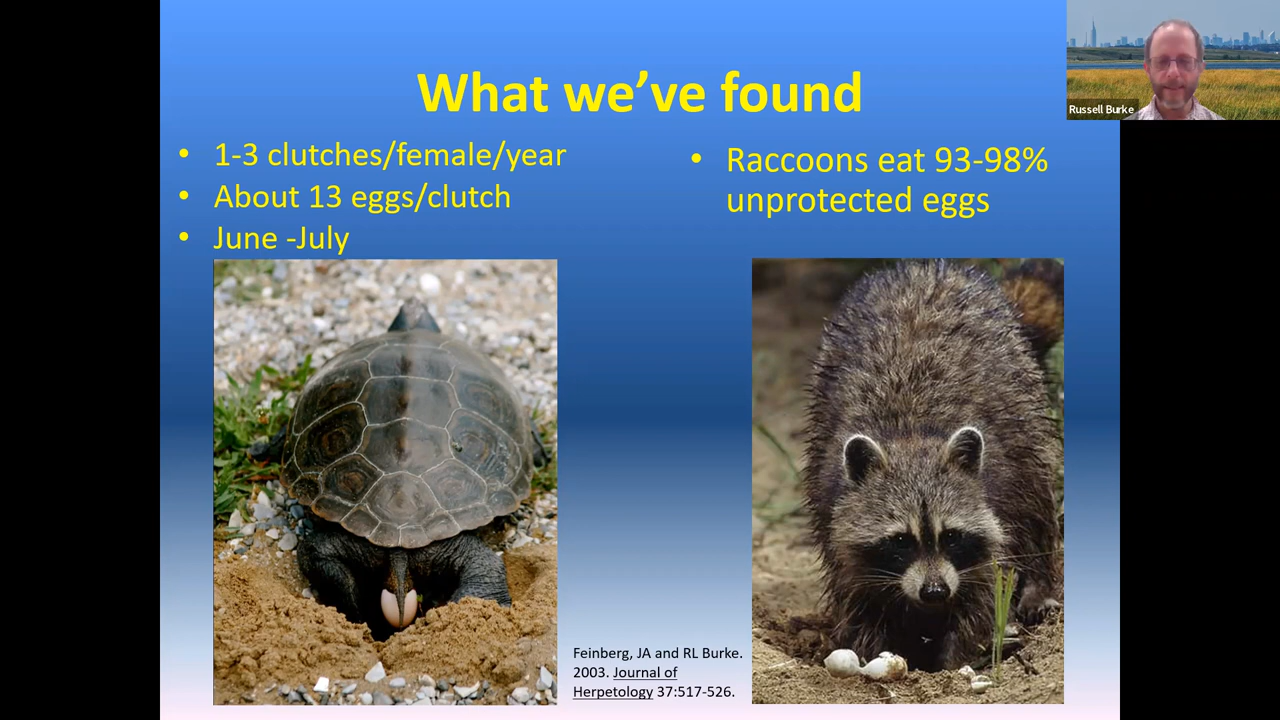 What we've found
Russell Burke
• 1-3 clutches/female/year
• About 13 eggs/clutch
• June -July
• Raccoons eat 93-98%
unprotected eggs
Feinberg, JA and RL Burke.
2003. Journal of
Herpetology 37:517-526.